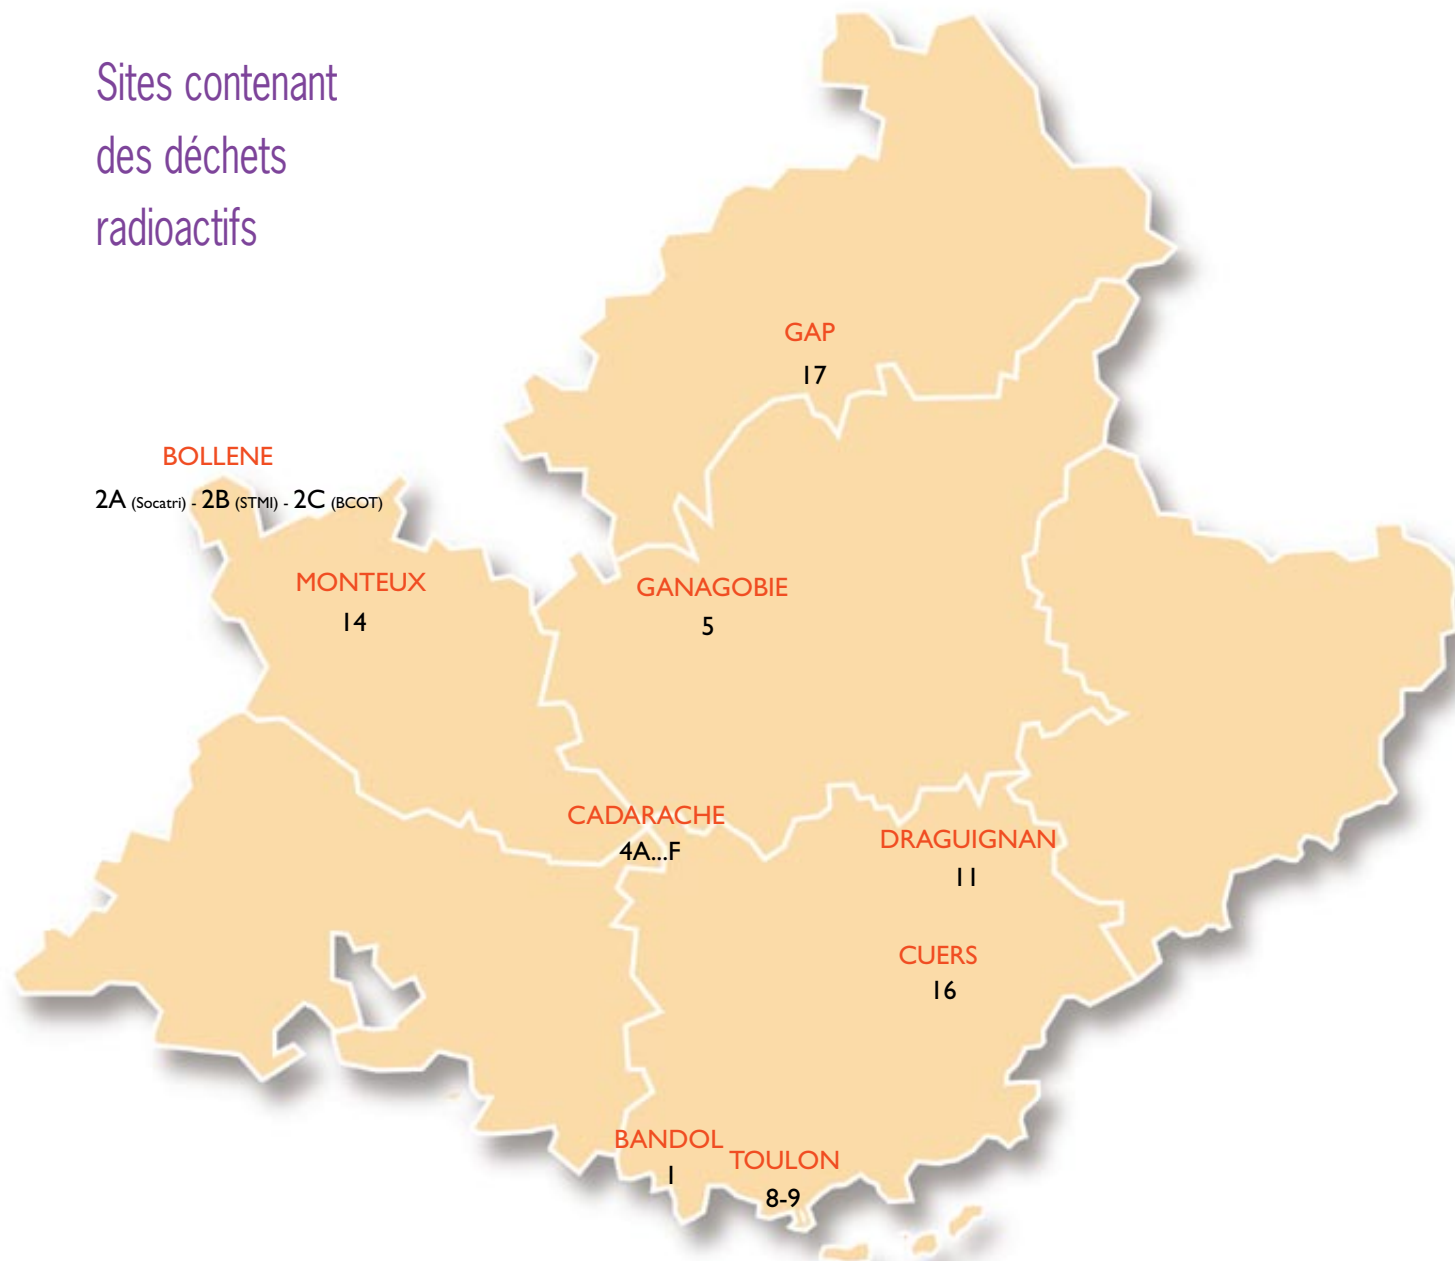 Sites contenant
des déchets
radioactifs
GAP
17
BOLLENE
2A (Socatri) - 2B (STMI) - 2C (BCOT)
MONTEUX
14
GANAGOBIE
5
CADARACHE
4A...F
DRAGUIGNAN
11
CUERS
16
BANDOL
1
TOULON
8-9